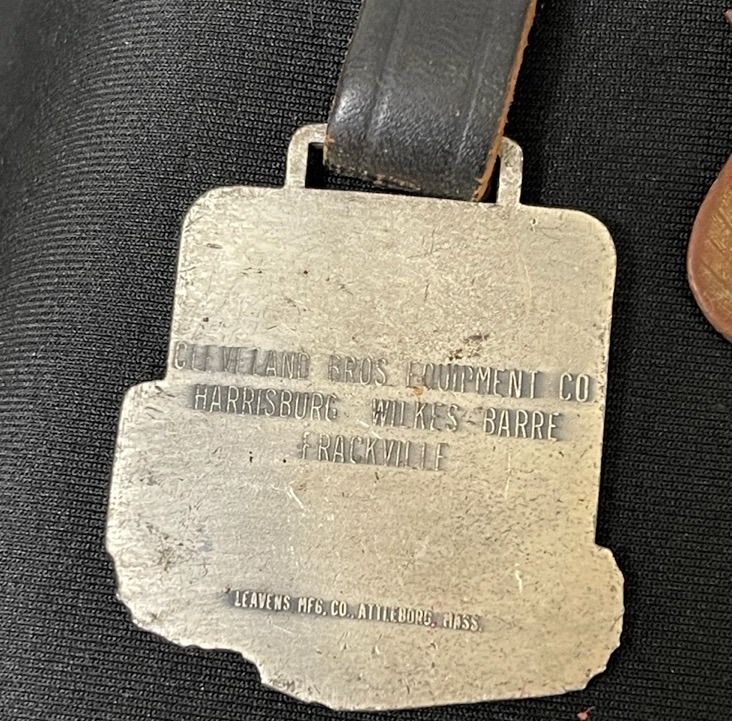 CLEVELAND BROS EQUIPMENT CO.
HARRISBURG WILKES-BARRE
FRACKVILLE
LEAVENS MFG. CO., ATTLEBORO, MASS.